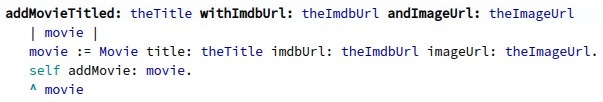 addMovieTitled: theTitle withImdbUrl: theImdbUrl andImageUrl: theImageUrl
| movie |
movie := Movie title: theTitle imdbUrl: theImdbUrl imageUrl: theImageUrl.
self addMovie: movie.
^ movie